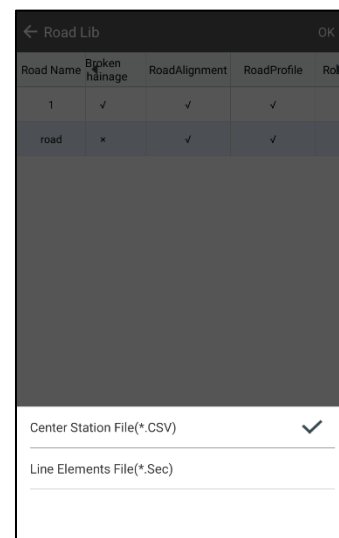 ← Road Lib OK
Road Name Broken hainage RoadAlignment RoadProfile
1 √ √ √
road × √ √
Center Station File(*.CSV)
Line Elements File(*.Sec)